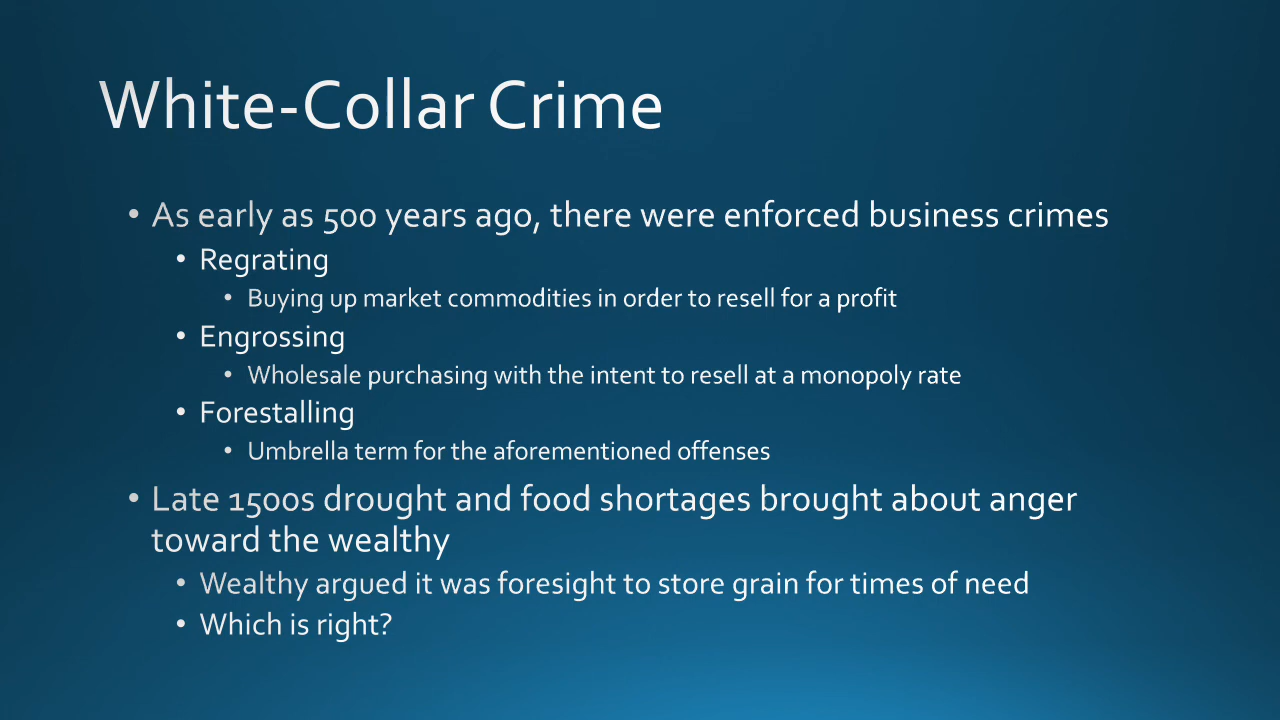 White-Collar Crime
• As early as 500 years ago, there were enforced business crimes
• Regrating
• Buying up market commodities in order to resell for a profit
• Engrossing
• Wholesale purchasing with the intent to resell at a monopoly rate
• Forestalling
• Umbrella term for the aforementioned offenses
• Late 1500s drought and food shortages brought about anger
toward the wealthy
• Wealthy argued it was foresight to store grain for times of need
• Which is right?